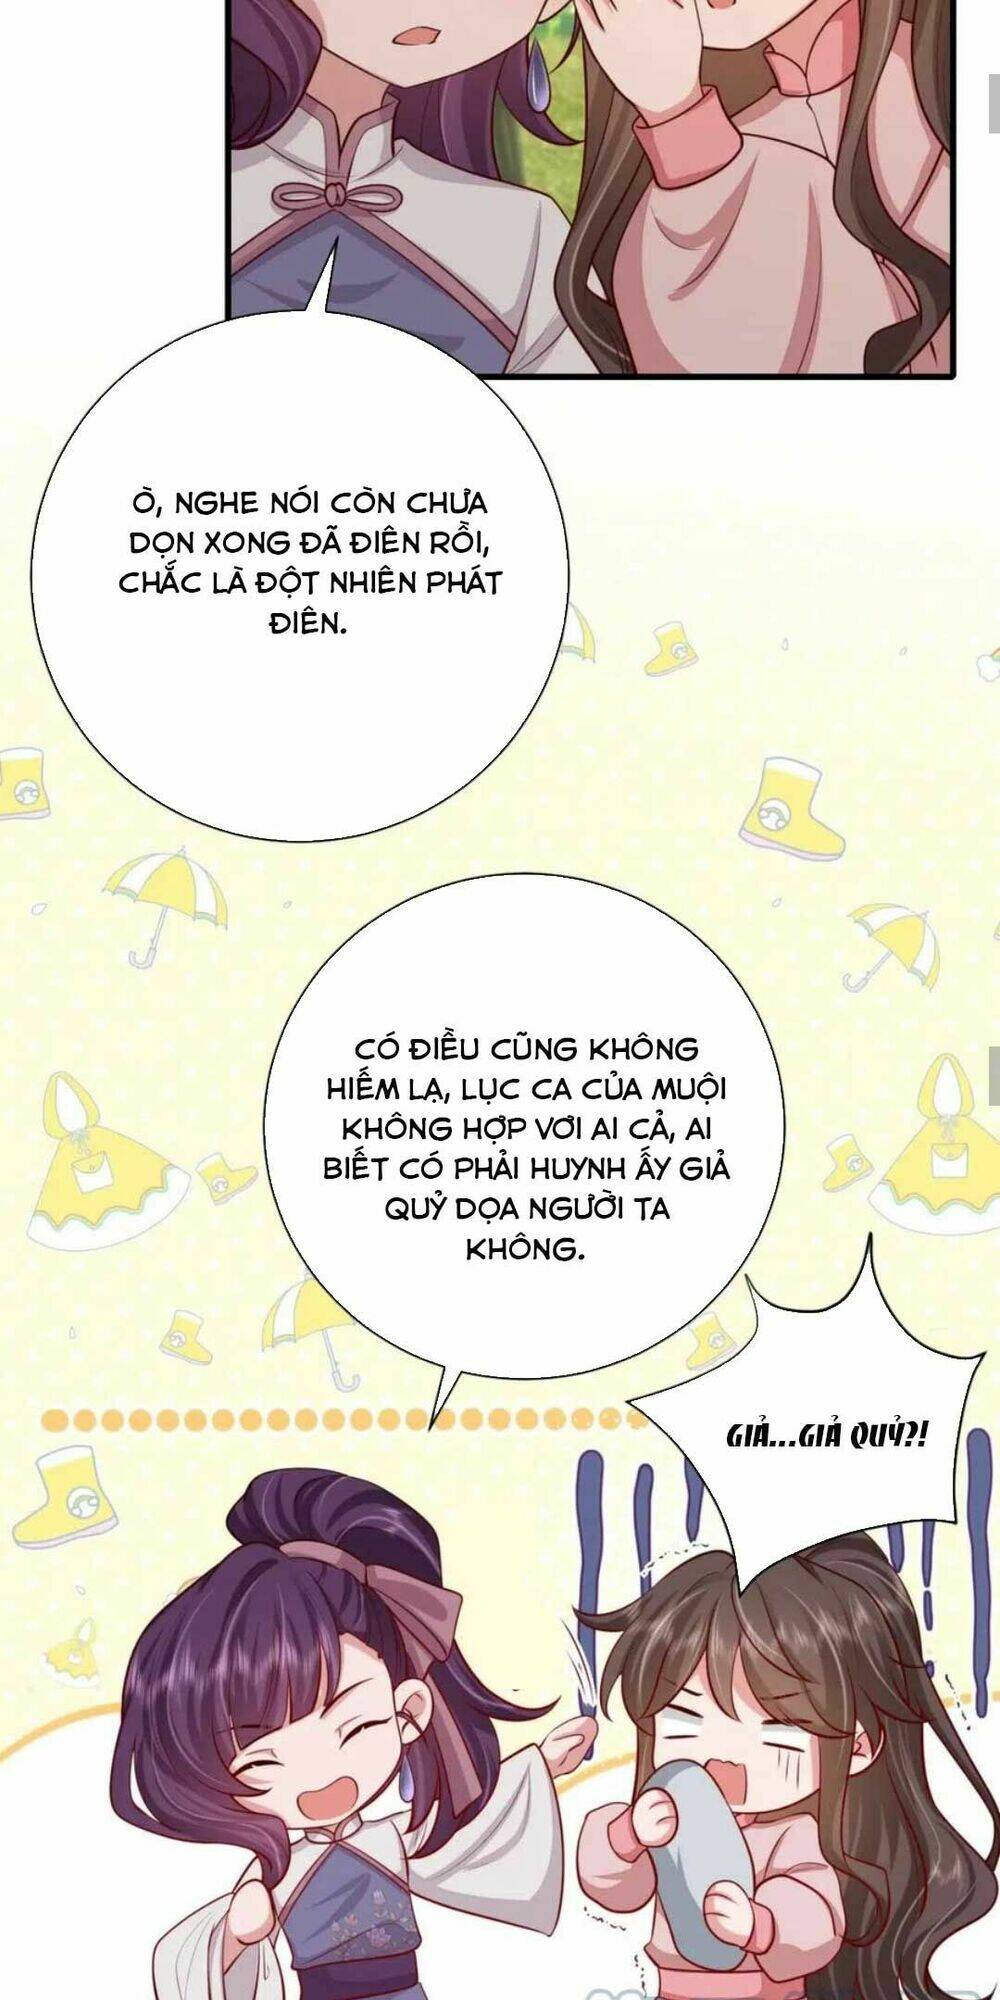 Ò, NGHE NÓI CÒN CHƯA
DỌN XONG ĐÃ ĐIÊN RỒI,
CHẮC LÀ ĐỘT NHIÊN PHÁT
ĐIÊN.
CÓ ĐIỀU CŨNG KHÔNG
HIẾM LẠ, LỤC CA CỦA MUỘI
KHÔNG HỢP VƠI AI CẢ, AI
BIẾT CÓ PHẢI HUYNH ẤY GIẢ
QUỶ DỌA NGƯỜI TA
KHÔNG.
GIẢ...GIẢ QUỶ?!